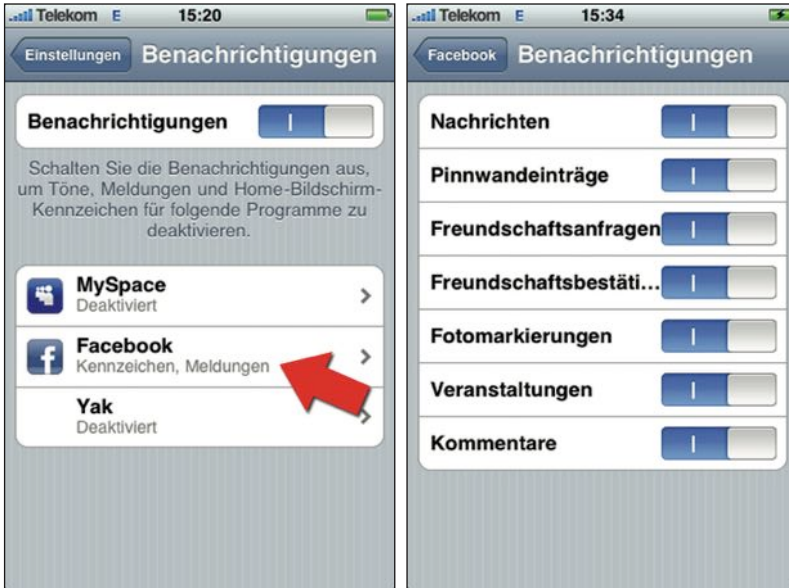 Telekom E 15:20
Einstellungen Benachrichtigungen
Benachrichtigungen
Schalten Sie die Benachrichtigungen aus,
um Töne, Meldungen und Home-Bildschirm-
Kennzeichen für folgende Programme zu
deaktivieren.
MySpace
Deaktiviert
Facebook
Kennzeichen, Meldungen
Yak
Deaktiviert
Telekom E 15:34
Facebook Benachrichtigungen
Nachrichten
Pinnwandeinträge
Freundschaftsanfragen
Freundschaftsbestäti...
Fotomarkierungen
Veranstaltungen
Kommentare